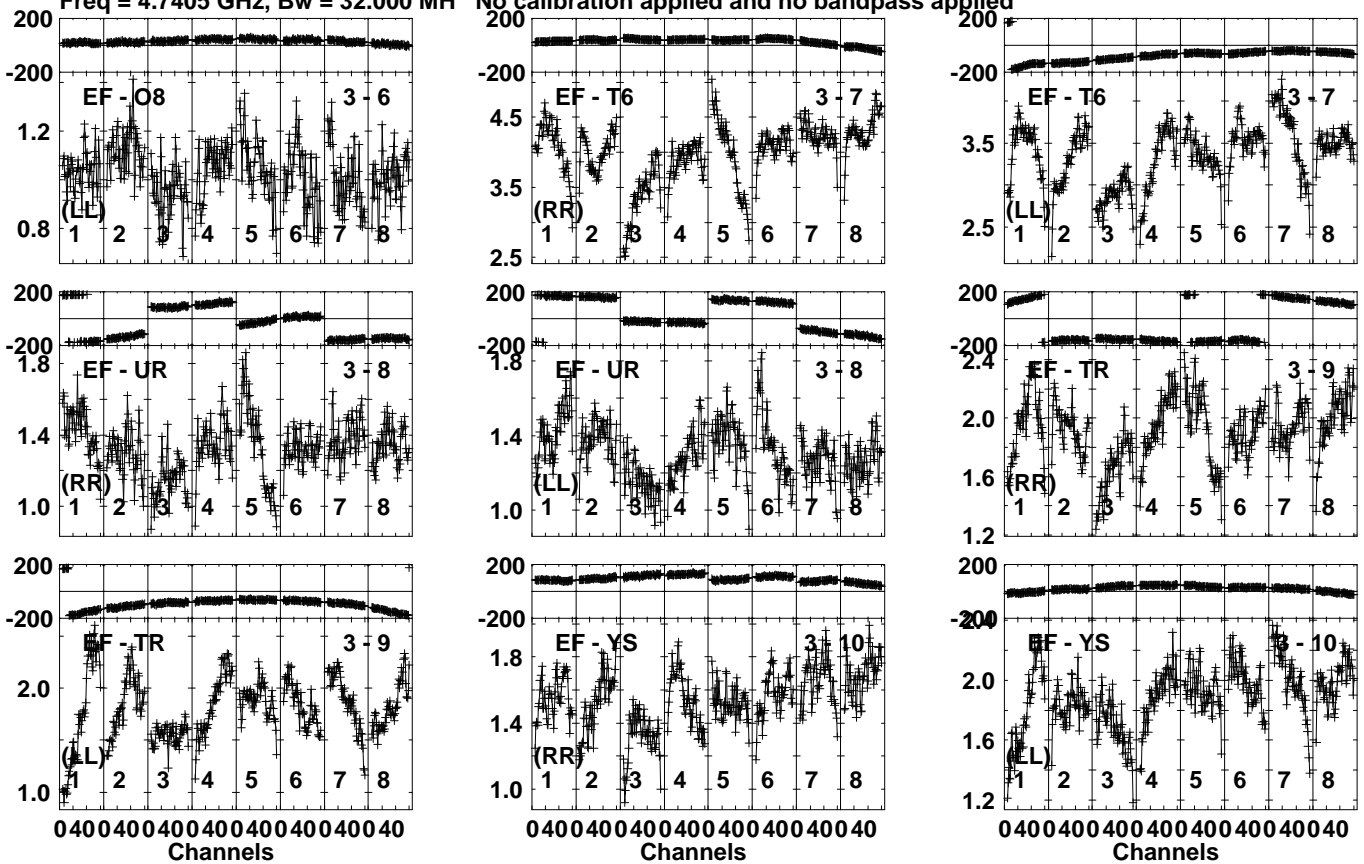 Freq = 4.7405 GHz, Bw = 32.000 MH No calibration applied and no bandpass applied
200 200 200
-200 -200 -200
EF - O8 3 - 6 EF - T6 3 - 7 EF - T6 3 - 7
1.2 4.5 3.5
3.5
(LL) (RR) (LL)
0.8 2.5 2.5
1 2 3 4 5 6 7 8 1 2 3 4 5 6 7 8 1 2 3 4 5 6 7 8
200 200 200
-200 -200 -200
1.8 1.8 2.4
EF - UR 3 - 8 EF - UR 3 - 8 EF - TR 3 - 9
1.4 1.4 2.0
1.6
(RR) (LL) (RR)
1.0 1.0 1.2
1 2 3 4 5 6 7 8 1 2 3 4 5 6 7 8 1 2 3 4 5 6 7 8
200 200 200
-200 -200 -200
2.4
EF - TR 3 - 9 EF - YS 3 - 10 EF - YS 3 - 10
2.0 1.8 2.0
1.4 1.6
(LL) (RR) (LL)
1.0 1.0 1.2
1 2 3 4 5 6 7 8 1 2 3 4 5 6 7 8 1 2 3 4 5 6 7 8
0 40 0 40 0 40 0 40 0 40 0 40 0 40 0 40 0 40 0 40 0 40 0 40 0 40 0 40 0 40 0 40 0 40 0 40 0 40 0 40 0 40 0 40 0 40 0 40
Channels Channels Channels